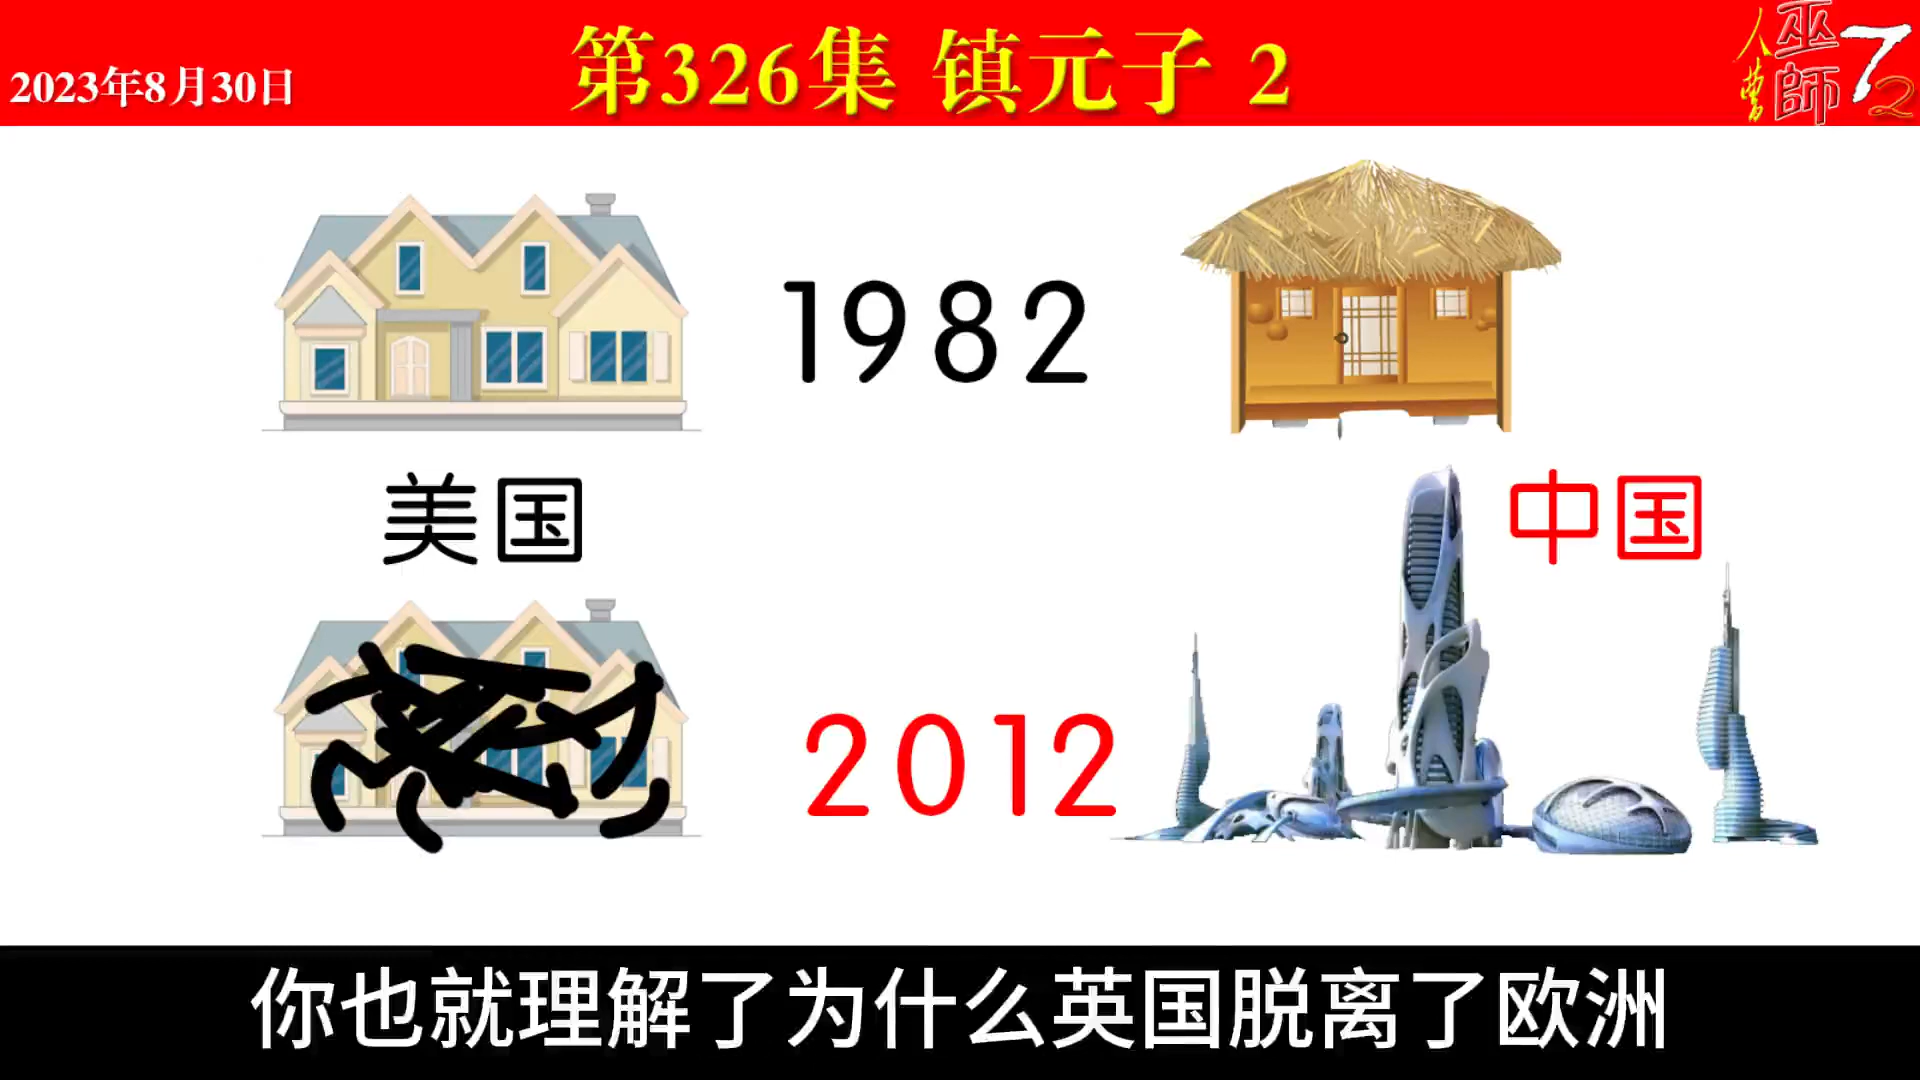 2023年8月30日
第326集 镇元子 2
人曹
巫師
72
1982
美国
中国
2012
你也就理解了为什么英国脱离了欧洲